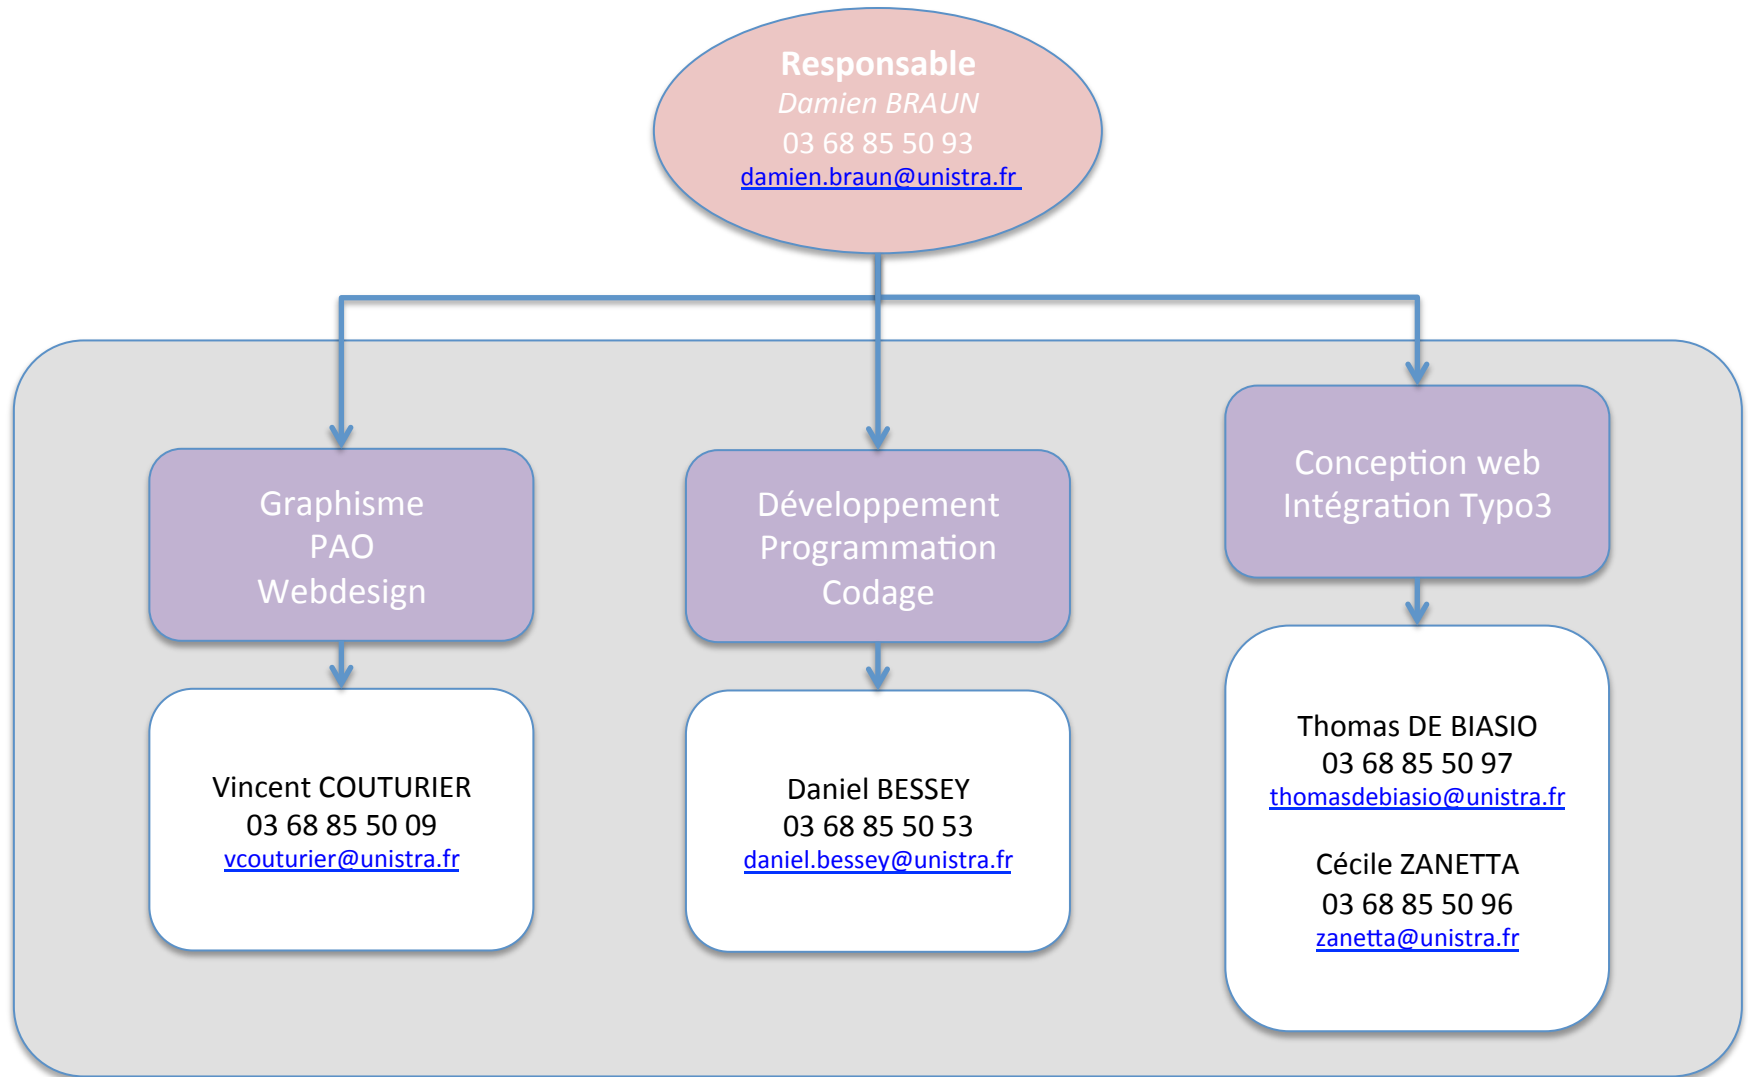 Responsable
Damien BRAUN
03 68 85 50 93
damien.braun@unistra.fr
Graphisme
PAO
Webdesign
Vincent COUTURIER
03 68 85 50 09
vcouturier@unistra.fr
Développement
Programmation
Codage
Daniel BESSEY
03 68 85 50 53
daniel.bessey@unistra.fr
Conception web
Intégration Typo3
Thomas DE BIASIO
03 68 85 50 97
thomasdebiasio@unistra.fr
Cécile ZANETTA
03 68 85 50 96
zanetta@unistra.fr